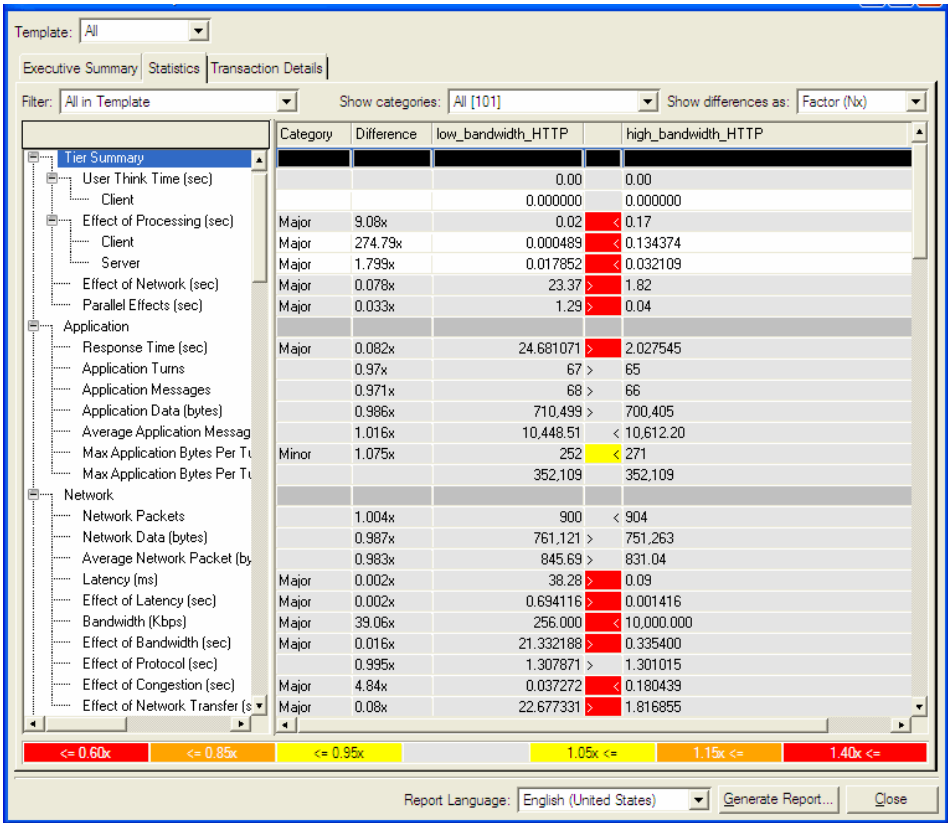 Template: All
Executive Summary Statistics Transaction Details
Filter: All in Template Show categories: All [101] Show differences as: Factor (Nx)
Category Difference low_bandwidth_HTTP high_bandwidth_HTTP
Tier Summary
User Think Time (sec) 0.00 0.00
Client 0.000000 0.000000
Effect of Processing (sec) Major 9.08x 0.02 < 0.17
Client Major 274.79x 0.000489 < 0.134374
Server Major 1.799x 0.017852 < 0.032109
Effect of Network (sec) Major 0.078x 23.37 > 1.82
Parallel Effects (sec) Major 0.033x 1.29 > 0.04
Application
Response Time (sec) Major 0.082x 24.681071 > 2.027545
Application Turns 0.97x 67 > 65
Application Messages 0.971x 68 > 66
Application Data (bytes) 0.986x 710,499 > 700,405
Average Application Messag 1.016x 10,448.51 < 10,612.20
Max Application Bytes Per Tu Minor 1.075x 252 < 271
Max Application Bytes Per Tu 352,109 352,109
Network
Network Packets 1.004x 900 < 904
Network Data (bytes) 0.987x 761,121 > 751,263
Average Network Packet (by 0.983x 845.69 > 831.04
Latency (ms) Major 0.002x 38.28 > 0.09
Effect of Latency (sec) Major 0.002x 0.694116 > 0.001416
Bandwidth (Kbps) Major 39.06x 256.000 < 10,000.000
Effect of Bandwidth (sec) Major 0.016x 21.332188 > 0.335400
Effect of Protocol (sec) 0.995x 1.307871 > 1.301015
Effect of Congestion (sec) Major 4.84x 0.037272 < 0.180439
Effect of Network Transfer (s Major 0.08x 22.677331 > 1.816855
<= 0.60x <= 0.85x <= 0.95x 1.05x <= 1.15x <= 1.40x <=
Report Language: English (United States) Generate Report... Close